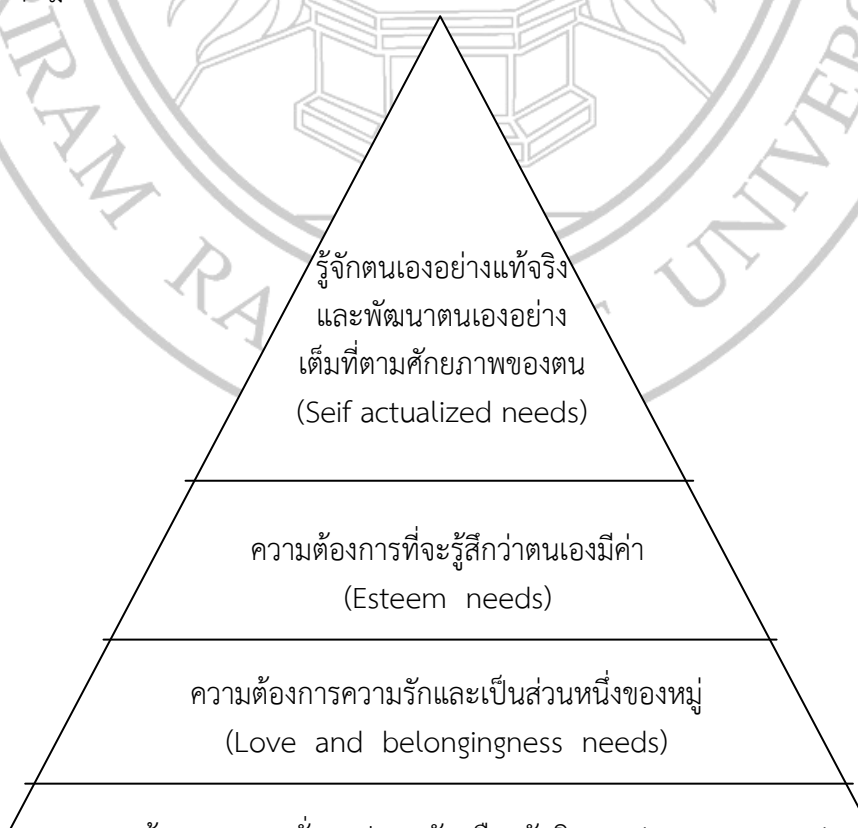 รู้จักตนเองอย่างแท้จริง
และพัฒนาตนเองอย่าง
เต็มที่ตามศักยภาพของตน
(Seif actualized needs)
ความต้องการที่จะรู้สึกว่าตนเองมีค่า
(Esteem needs)
ความต้องการความรักและเป็นส่วนหนึ่งของหมู่
(Love and belongingness needs)